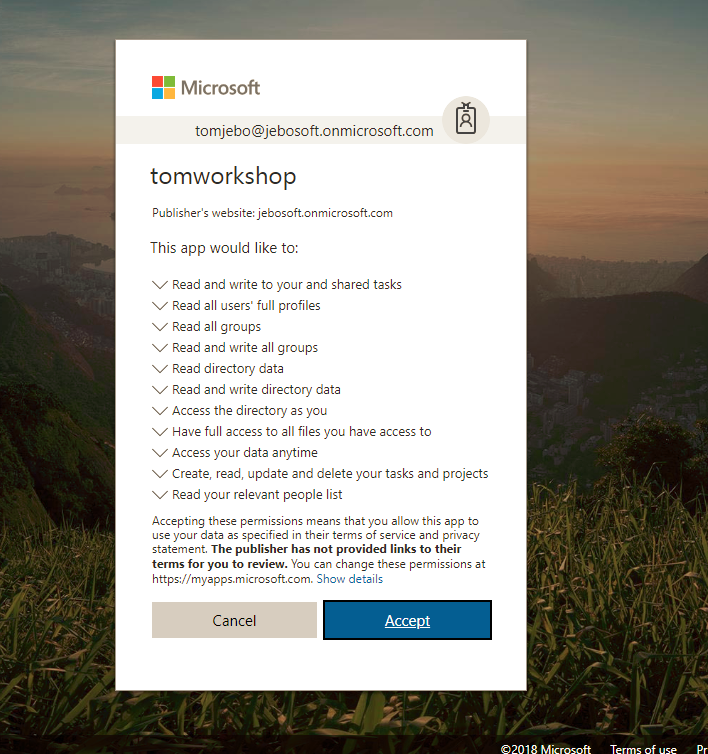 Microsoft
tomjebo@jebosoft.onmicrosoft.com
tomworkshop
Publisher's website: jebosoft.onmicrosoft.com
This app would like to:
Read and write to your and shared tasks
Read all users' full profiles
Read all groups
Read and write all groups
Read directory data
Read and write directory data
Access the directory as you
Have full access to all files you have access to
Access your data anytime
Create, read, update and delete your tasks and projects
Read your relevant people list
Accepting these permissions means that you allow this app to
use your data as specified in their terms of service and privacy
statement. The publisher has not provided links to their
terms for you to review. You can change these permissions at
https://myapps.microsoft.com. Show details
Cancel Accept
©2018 Microsoft Terms of use Pr